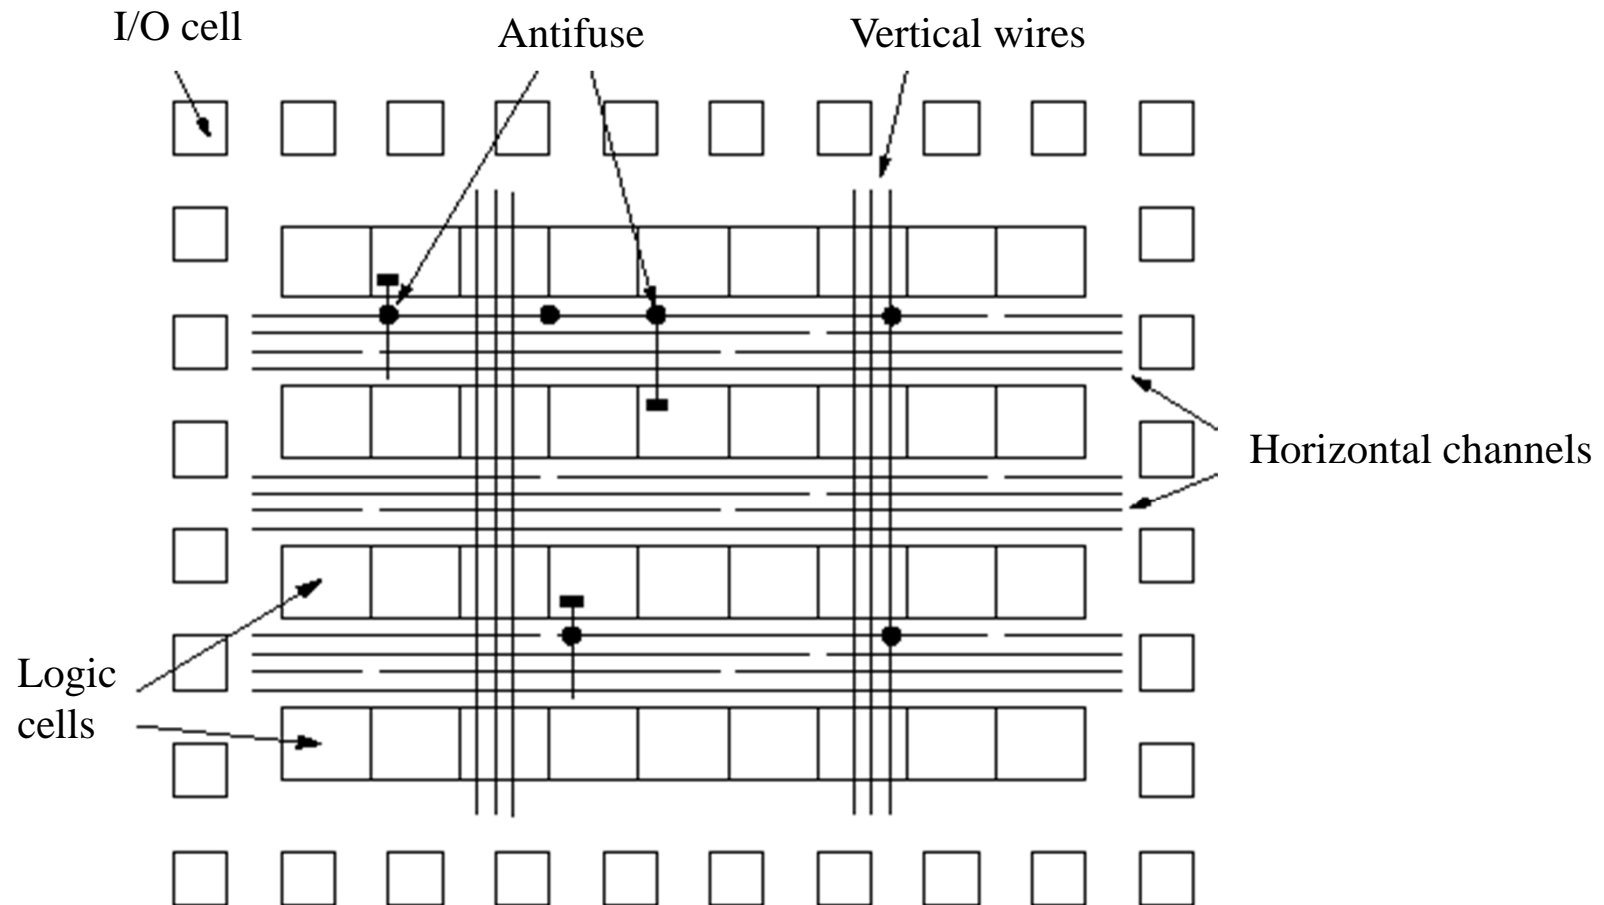 I/O cell
Antifuse
Vertical wires
Horizontal channels
Logic
cells